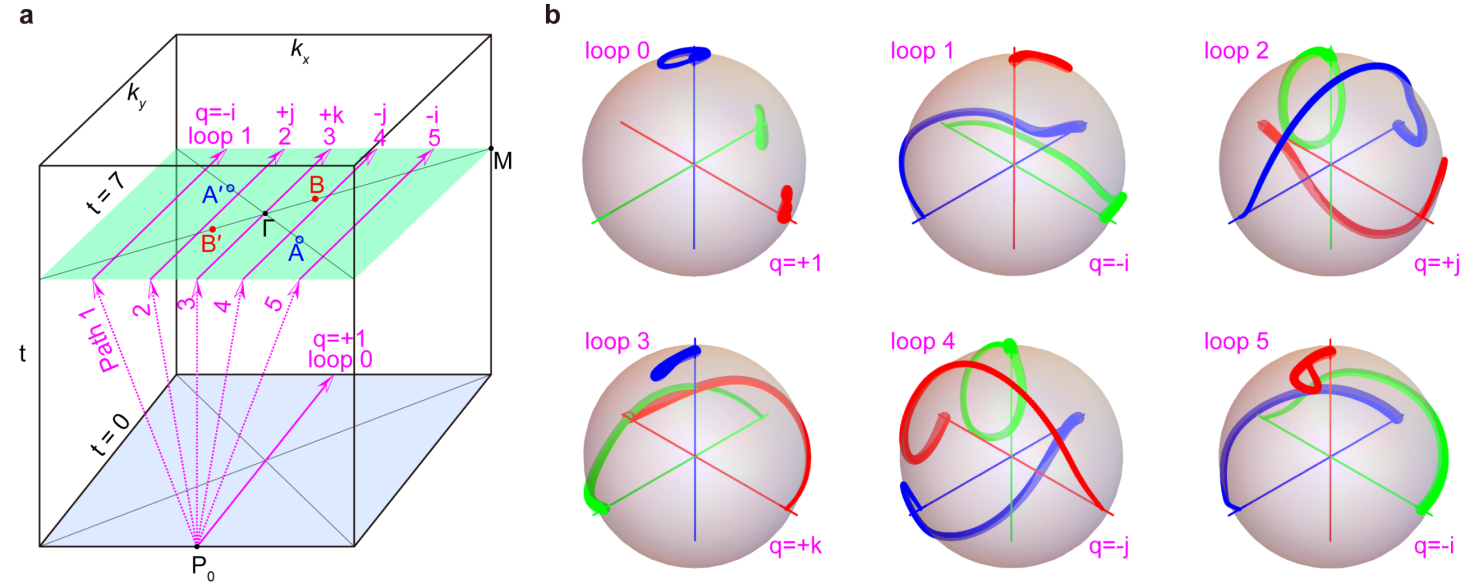 a
k_x
k_y
q=-i +j +k -j -i
loop 1 2 3 4 5
M
t = 7
A′
B
Γ
B′
A
Path 1 2 3 4 5
q=+1
loop 0
t
t = 0
P_0
b
loop 0
q=+1
loop 1
q=-i
loop 2
q=+j
loop 3
q=+k
loop 4
q=-j
loop 5
q=-i